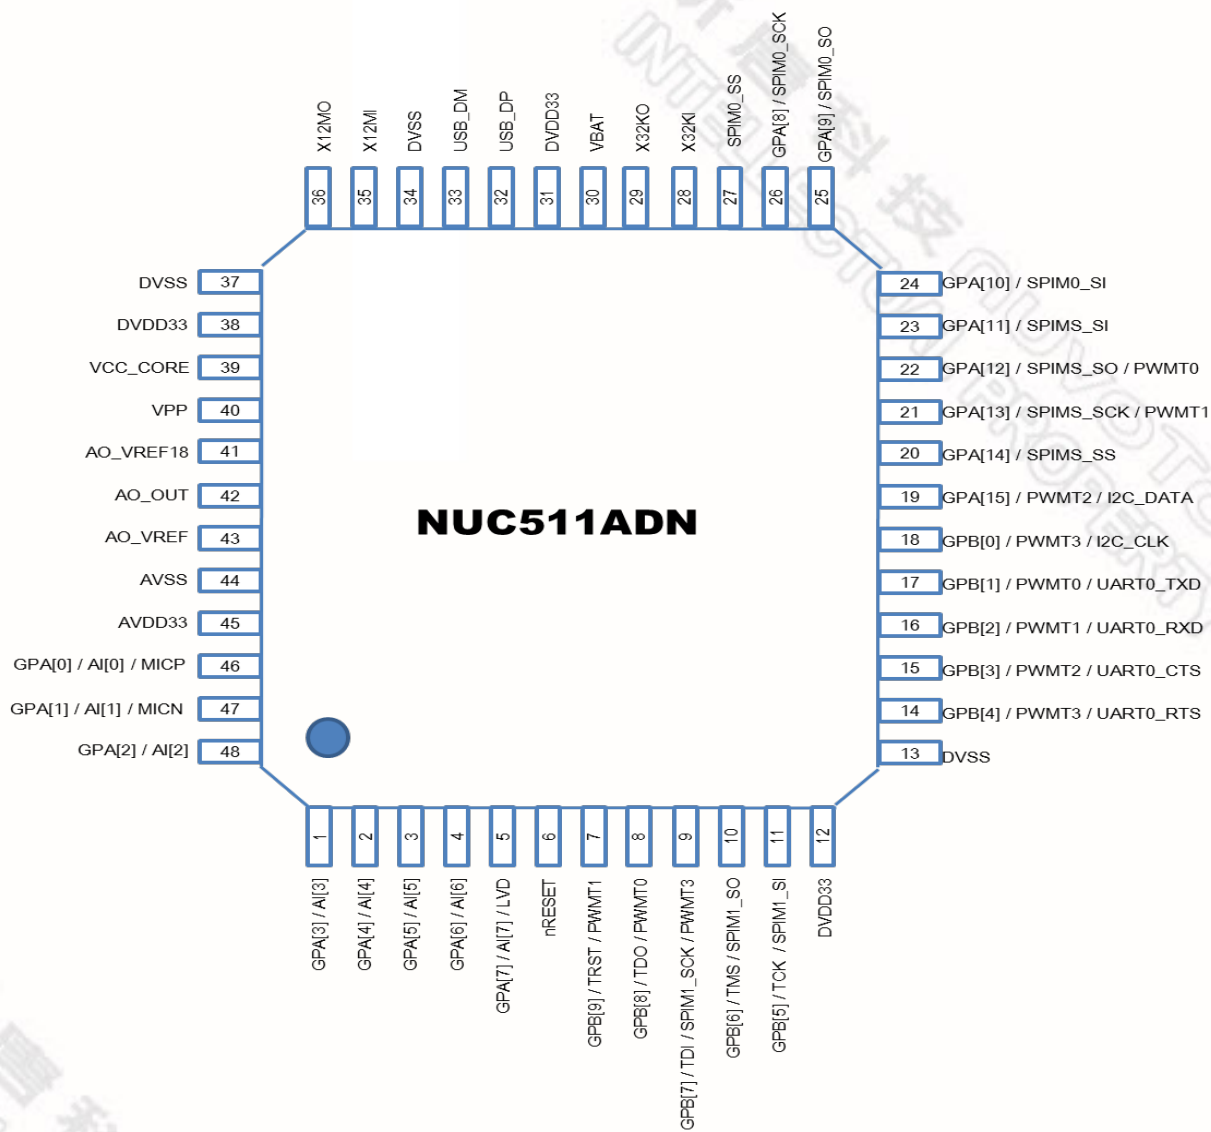 X12MO
X12MI
DVSS
USB_DM
USB_DP
DVDD33
VBAT
X32KO
X32KI
SPIM0_SS
GPA[8] / SPIM0_SCK
GPA[9] / SPIM0_SO
36
35
34
33
32
31
30
29
28
27
26
25
DVSS 37
DVDD33 38
VCC_CORE 39
VPP 40
AO_VREF18 41
AO_OUT 42
AO_VREF 43
AVSS 44
AVDD33 45
GPA[0] / AI[0] / MICP 46
GPA[1] / AI[1] / MICN 47
GPA[2] / AI[2] 48
NUC511ADN
24 GPA[10] / SPIM0_SI
23 GPA[11] / SPIMS_SI
22 GPA[12] / SPIMS_SO / PWMT0
21 GPA[13] / SPIMS_SCK / PWMT1
20 GPA[14] / SPIMS_SS
19 GPA[15] / PWMT2 / I2C_DATA
18 GPB[0] / PWMT3 / I2C_CLK
17 GPB[1] / PWMT0 / UART0_TXD
16 GPB[2] / PWMT1 / UART0_RXD
15 GPB[3] / PWMT2 / UART0_CTS
14 GPB[4] / PWMT3 / UART0_RTS
13 DVSS
1
2
3
4
5
6
7
8
9
10
11
12
GPA[3] / AI[3]
GPA[4] / AI[4]
GPA[5] / AI[5]
GPA[6] / AI[6]
GPA[7] / AI[7] / LVD
nRESET
GPB[9] / TRST / PWMT1
GPB[8] / TDO / PWMT0
GPB[7] / TDI / SPIM1_SCK / PWMT3
GPB[6] / TMS / SPIM1_SO
GPB[5] / TCK / SPIM1_SI
DVDD33
科技 nuvoTo
INTELLECTUAL PROPERTY